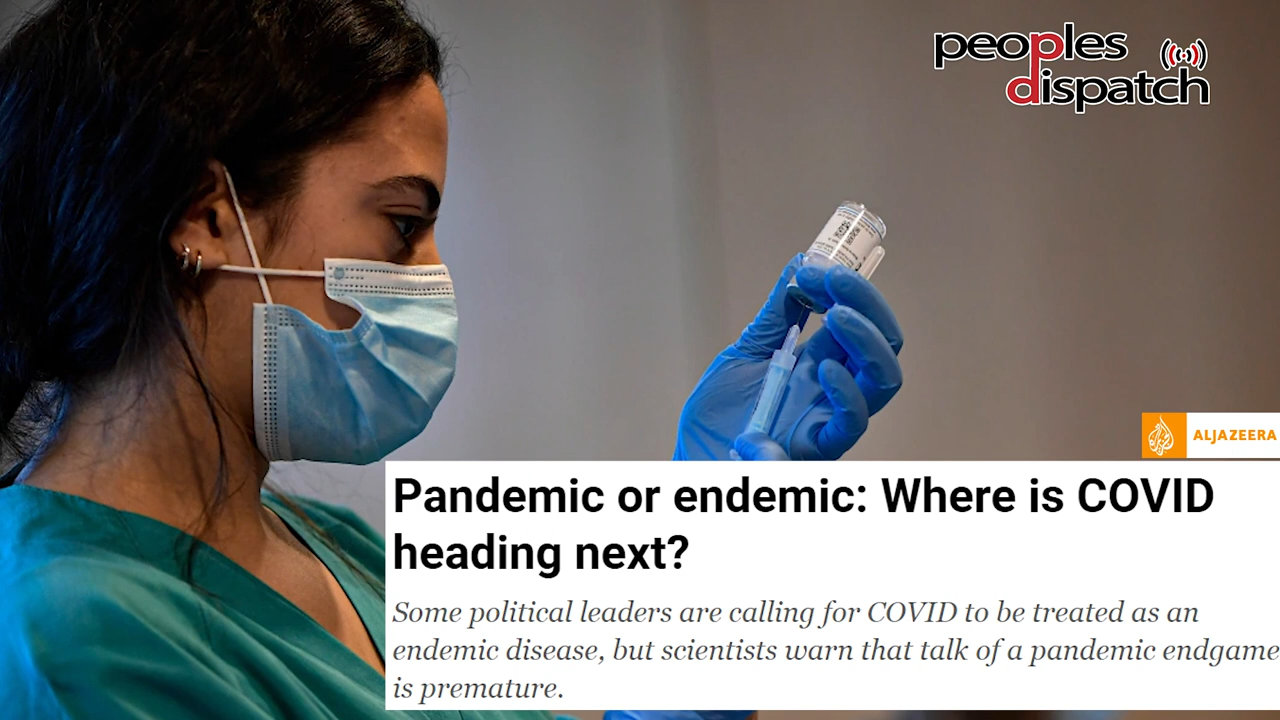 peoples
dispatch
ALJAZEERA
Pandemic or endemic: Where is COVID
heading next?
Some political leaders are calling for COVID to be treated as an
endemic disease, but scientists warn that talk of a pandemic endgame
is premature.